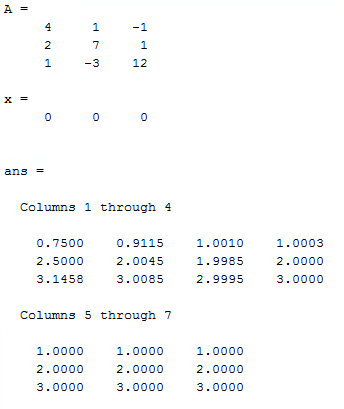 A =
4 1 -1
2 7 1
1 -3 12
x =
0 0 0
ans =
Columns 1 through 4
0.7500 0.9115 1.0010 1.0003
2.5000 2.0045 1.9985 2.0000
3.1458 3.0085 2.9995 3.0000
Columns 5 through 7
1.0000 1.0000 1.0000
2.0000 2.0000 2.0000
3.0000 3.0000 3.0000